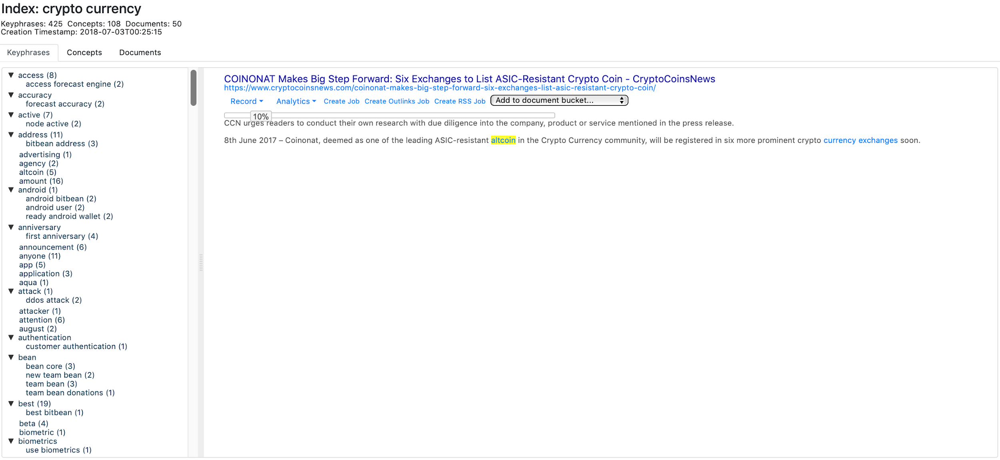 Index: crypto currency
Keyphrases: 425 Concepts: 108 Documents: 50
Creation Timestamp: 2018-07-03T00:25:15
Keyphrases Concepts Documents
▼ access (8)
access forecast engine (2)
▼ accuracy
forecast accuracy (2)
▼ active (7)
node active (2)
▼ address (11)
bitbean address (3)
advertising (1)
agency (2)
altcoin (5)
amount (16)
▼ android (1)
android bitbean (2)
android user (2)
ready android wallet (2)
▼ anniversary
first anniversary (4)
announcement (6)
anyone (11)
app (5)
application (3)
aqua (1)
▼ attack (1)
ddos attack (2)
attacker (1)
attention (6)
august (2)
▼ authentication
customer authentication (1)
▼ bean
bean core (3)
new team bean (2)
team bean (3)
team bean donations (1)
▼ best (19)
best bitbean (1)
beta (4)
biometric (1)
▼ biometrics
use biometrics (1)
COINONAT Makes Big Step Forward: Six Exchanges to List ASIC-Resistant Crypto Coin - CryptoCoinsNews
https://www.cryptocoinsnews.com/coinonat-makes-big-step-forward-six-exchanges-list-asic-resistant-crypto-coin/
Record Analytics Create Job Create Outlinks Job Create RSS Job Add to document bucket...
10%
CCN urges readers to conduct their own research with due diligence into the company, product or service mentioned in the press release.
8th June 2017 – Coinonat, deemed as one of the leading ASIC-resistant altcoin in the Crypto Currency community, will be registered in six more prominent crypto currency exchanges soon.